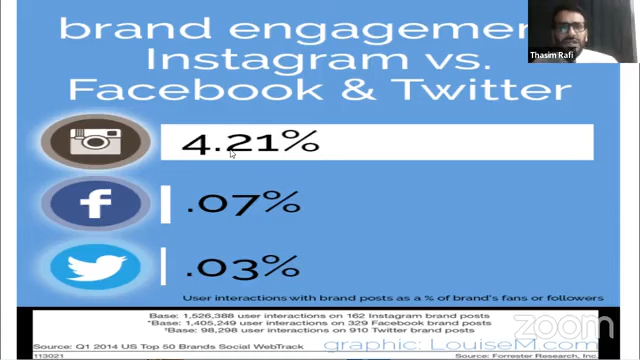 brand engagemen
Instagram vs.
Facebook & Twitter
Thasim Rafi
4.21%
.07%
.03%
User interactions with brand posts as a % of brand's fans or followers
Base: 1,526,388 user interactions on 162 Instagram brand posts
*Base: 1,405,249 user interactions on 329 Facebook brand posts
Base: 98,298 user interactions on 910 Twitter brand posts
zoom
Source: Q1 2014 US Top 50 Brands Social WebTrack
graphic: LouiseM.com
113021
Source: Forrester Research, Inc.